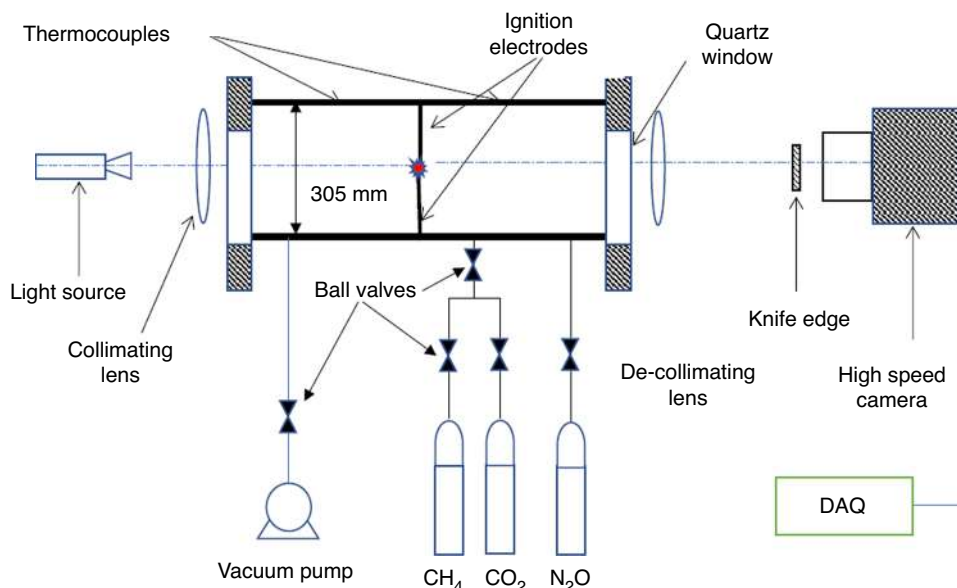 Thermocouples
Ignition
electrodes
Quartz
window
305 mm
Light source
Collimating
lens
Ball valves
Knife edge
De-collimating
lens
High speed
camera
DAQ
Vacuum pump
CH₄
CO₂
N₂O